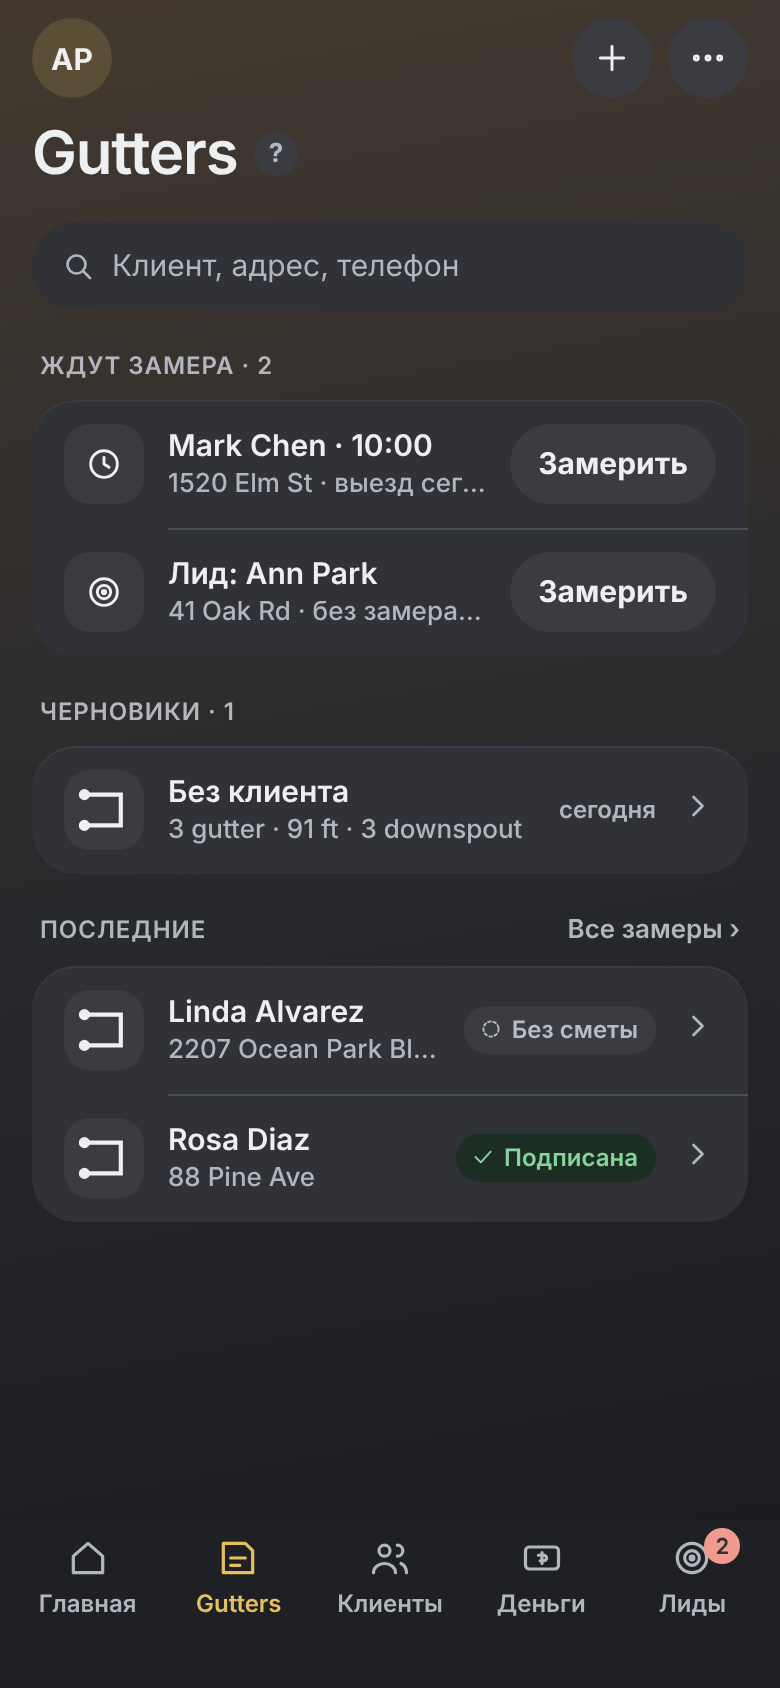 AP
Gutters ?
Клиент, адрес, телефон
ЖДУТ ЗАМЕРА · 2
Mark Chen · 10:00
1520 Elm St · выезд сег...
Замерить
Лид: Ann Park
41 Oak Rd · без замера...
Замерить
ЧЕРНОВИКИ · 1
Без клиента
3 gutter · 91 ft · 3 downspout
сегодня
ПОСЛЕДНИЕ
Все замеры ›
Linda Alvarez
2207 Ocean Park Bl...
Без сметы
Rosa Diaz
88 Pine Ave
Подписана
2
Главная
Gutters
Клиенты
Деньги
Лиды